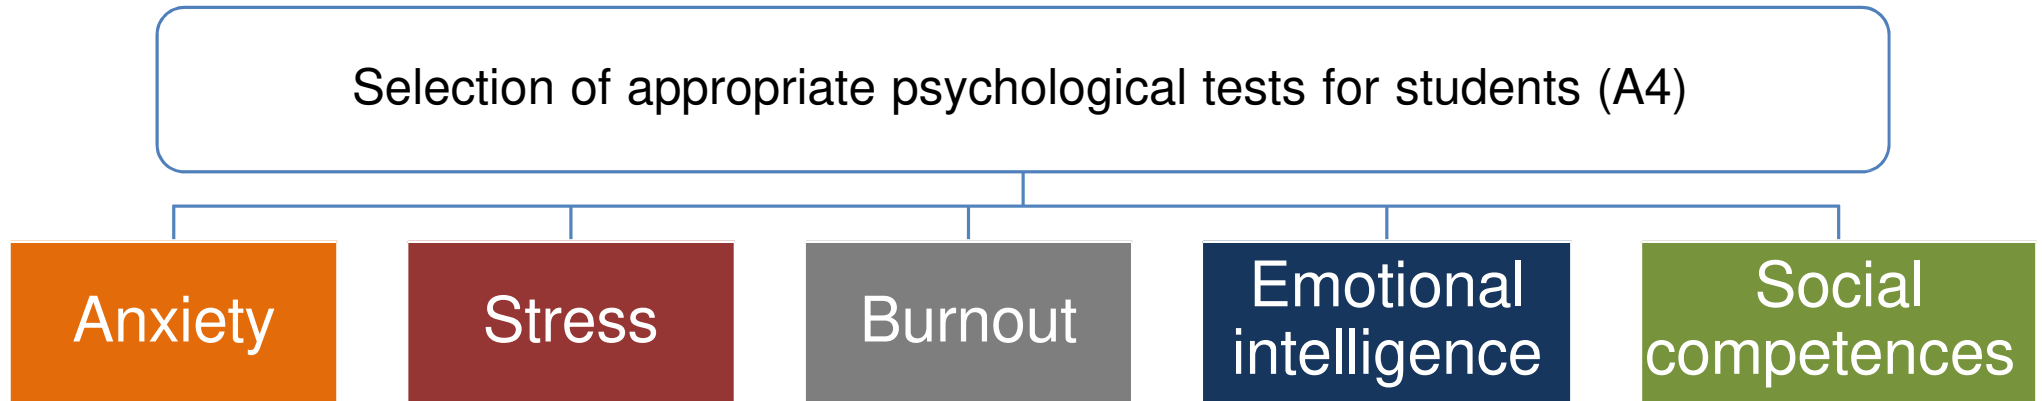 Selection of appropriate psychological tests for students (A4)
Anxiety
Stress
Burnout
Emotional
intelligence
Social
competences